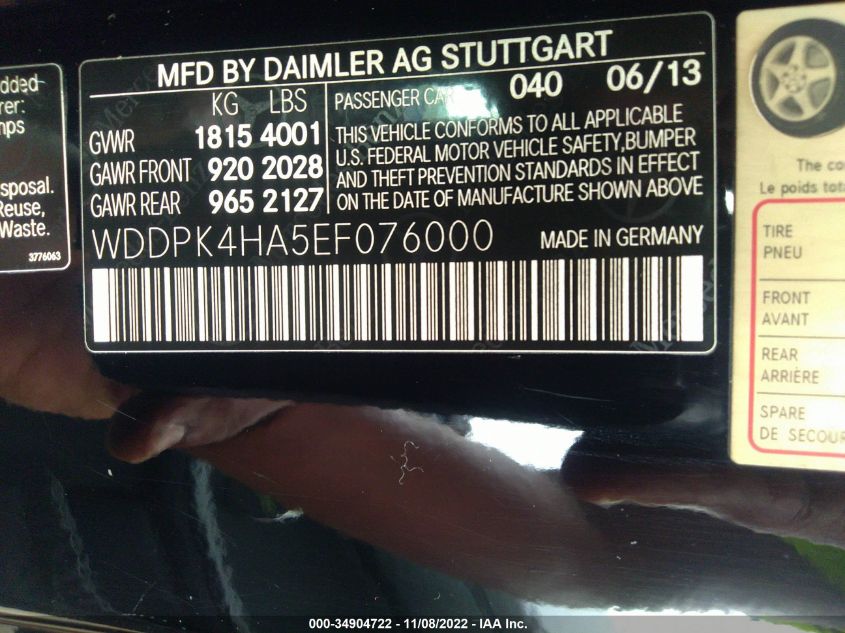 dded
rer:
mps
sposal.
Reuse,
Waste.
3776063
MFD BY DAIMLER AG STUTTGART
KG LBS
GVWR 1815 4001
GAWR FRONT 920 2028
GAWR REAR 965 2127
PASSENGER CAR 040 06/13
THIS VEHICLE CONFORMS TO ALL APPLICABLE
U.S. FEDERAL MOTOR VEHICLE SAFETY,BUMPER
AND THEFT PREVENTION STANDARDS IN EFFECT
ON THE DATE OF MANUFACTURE SHOWN ABOVE
WDDPK4HA5EF076000 MADE IN GERMANY
The co
Le poids tota
TIRE
PNEU
FRONT
AVANT
REAR
ARRIÈRE
SPARE
DE SECOUR
000-34904722 - 11/08/2022 - IAA Inc.